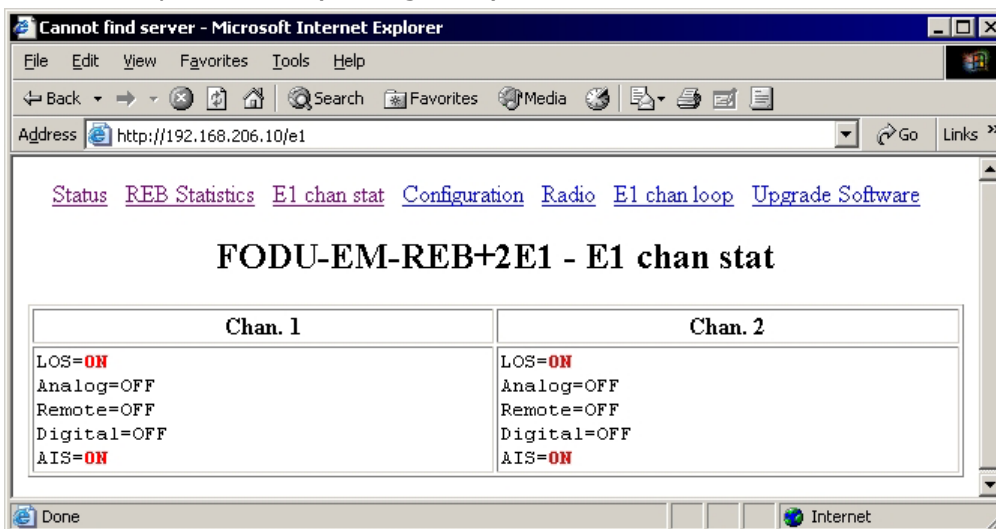 Cannot find server - Microsoft Internet Explorer
File Edit View Favorites Tools Help
Back Search Favorites Media
Address http://192.168.206.10/e1 Go Links »
Status REB Statistics E1 chan stat Configuration Radio E1 chan loop Upgrade Software
FODU-EM-REB+2E1 - E1 chan stat
Chan. 1 Chan. 2
LOS=ON LOS=ON
Analog=OFF Analog=OFF
Remote=OFF Remote=OFF
Digital=OFF Digital=OFF
AIS=ON AIS=ON
Done Internet